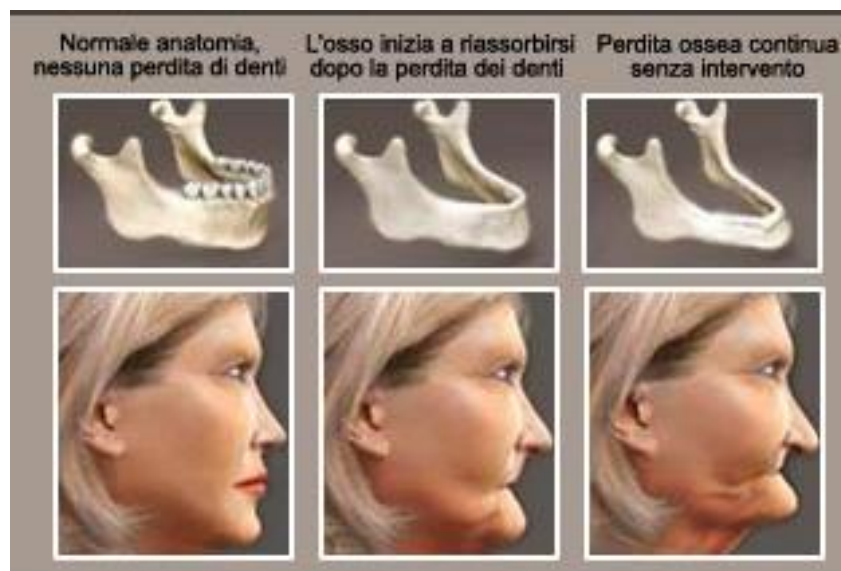 Normale anatomia,
nessuna perdita di denti
L'osso inizia a riassorbirsi
dopo la perdita dei denti
Perdita ossea continua
senza intervento